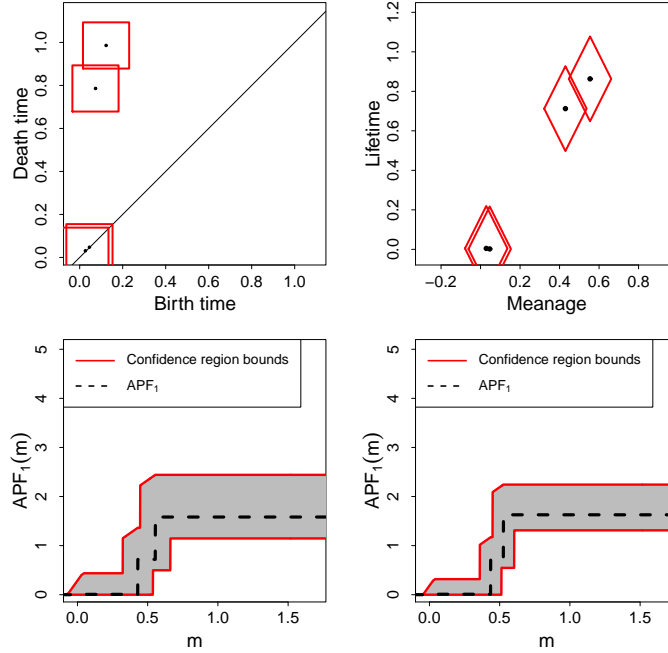 Death time
0.0 0.2 0.4 0.6 0.8 1.0
0.0 0.2 0.4 0.6 0.8 1.0
Birth time
Lifetime
0.0 0.2 0.4 0.6 0.8 1.0 1.2
−0.2 0.0 0.2 0.4 0.6 0.8
Meanage
APF1(m)
0 1 2 3 4 5
Confidence region bounds
APF1
0.0 0.5 1.0 1.5
m
APF1(m)
0 1 2 3 4 5
Confidence region bounds
APF1
0.0 0.5 1.0 1.5
m